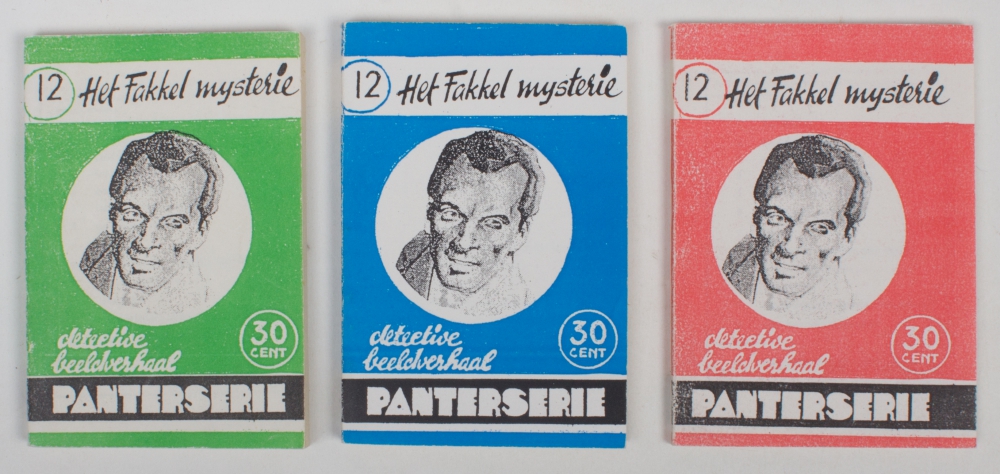 12 Het Fakkel mysterie
detective
beeldverhaal
30
CENT
PANTERSERIE
12 Het Fakkel mysterie
detective
beeldverhaal
30
CENT
PANTERSERIE
12 Het Fakkel mysterie
detective
beeldverhaal
30
CENT
PANTERSERIE